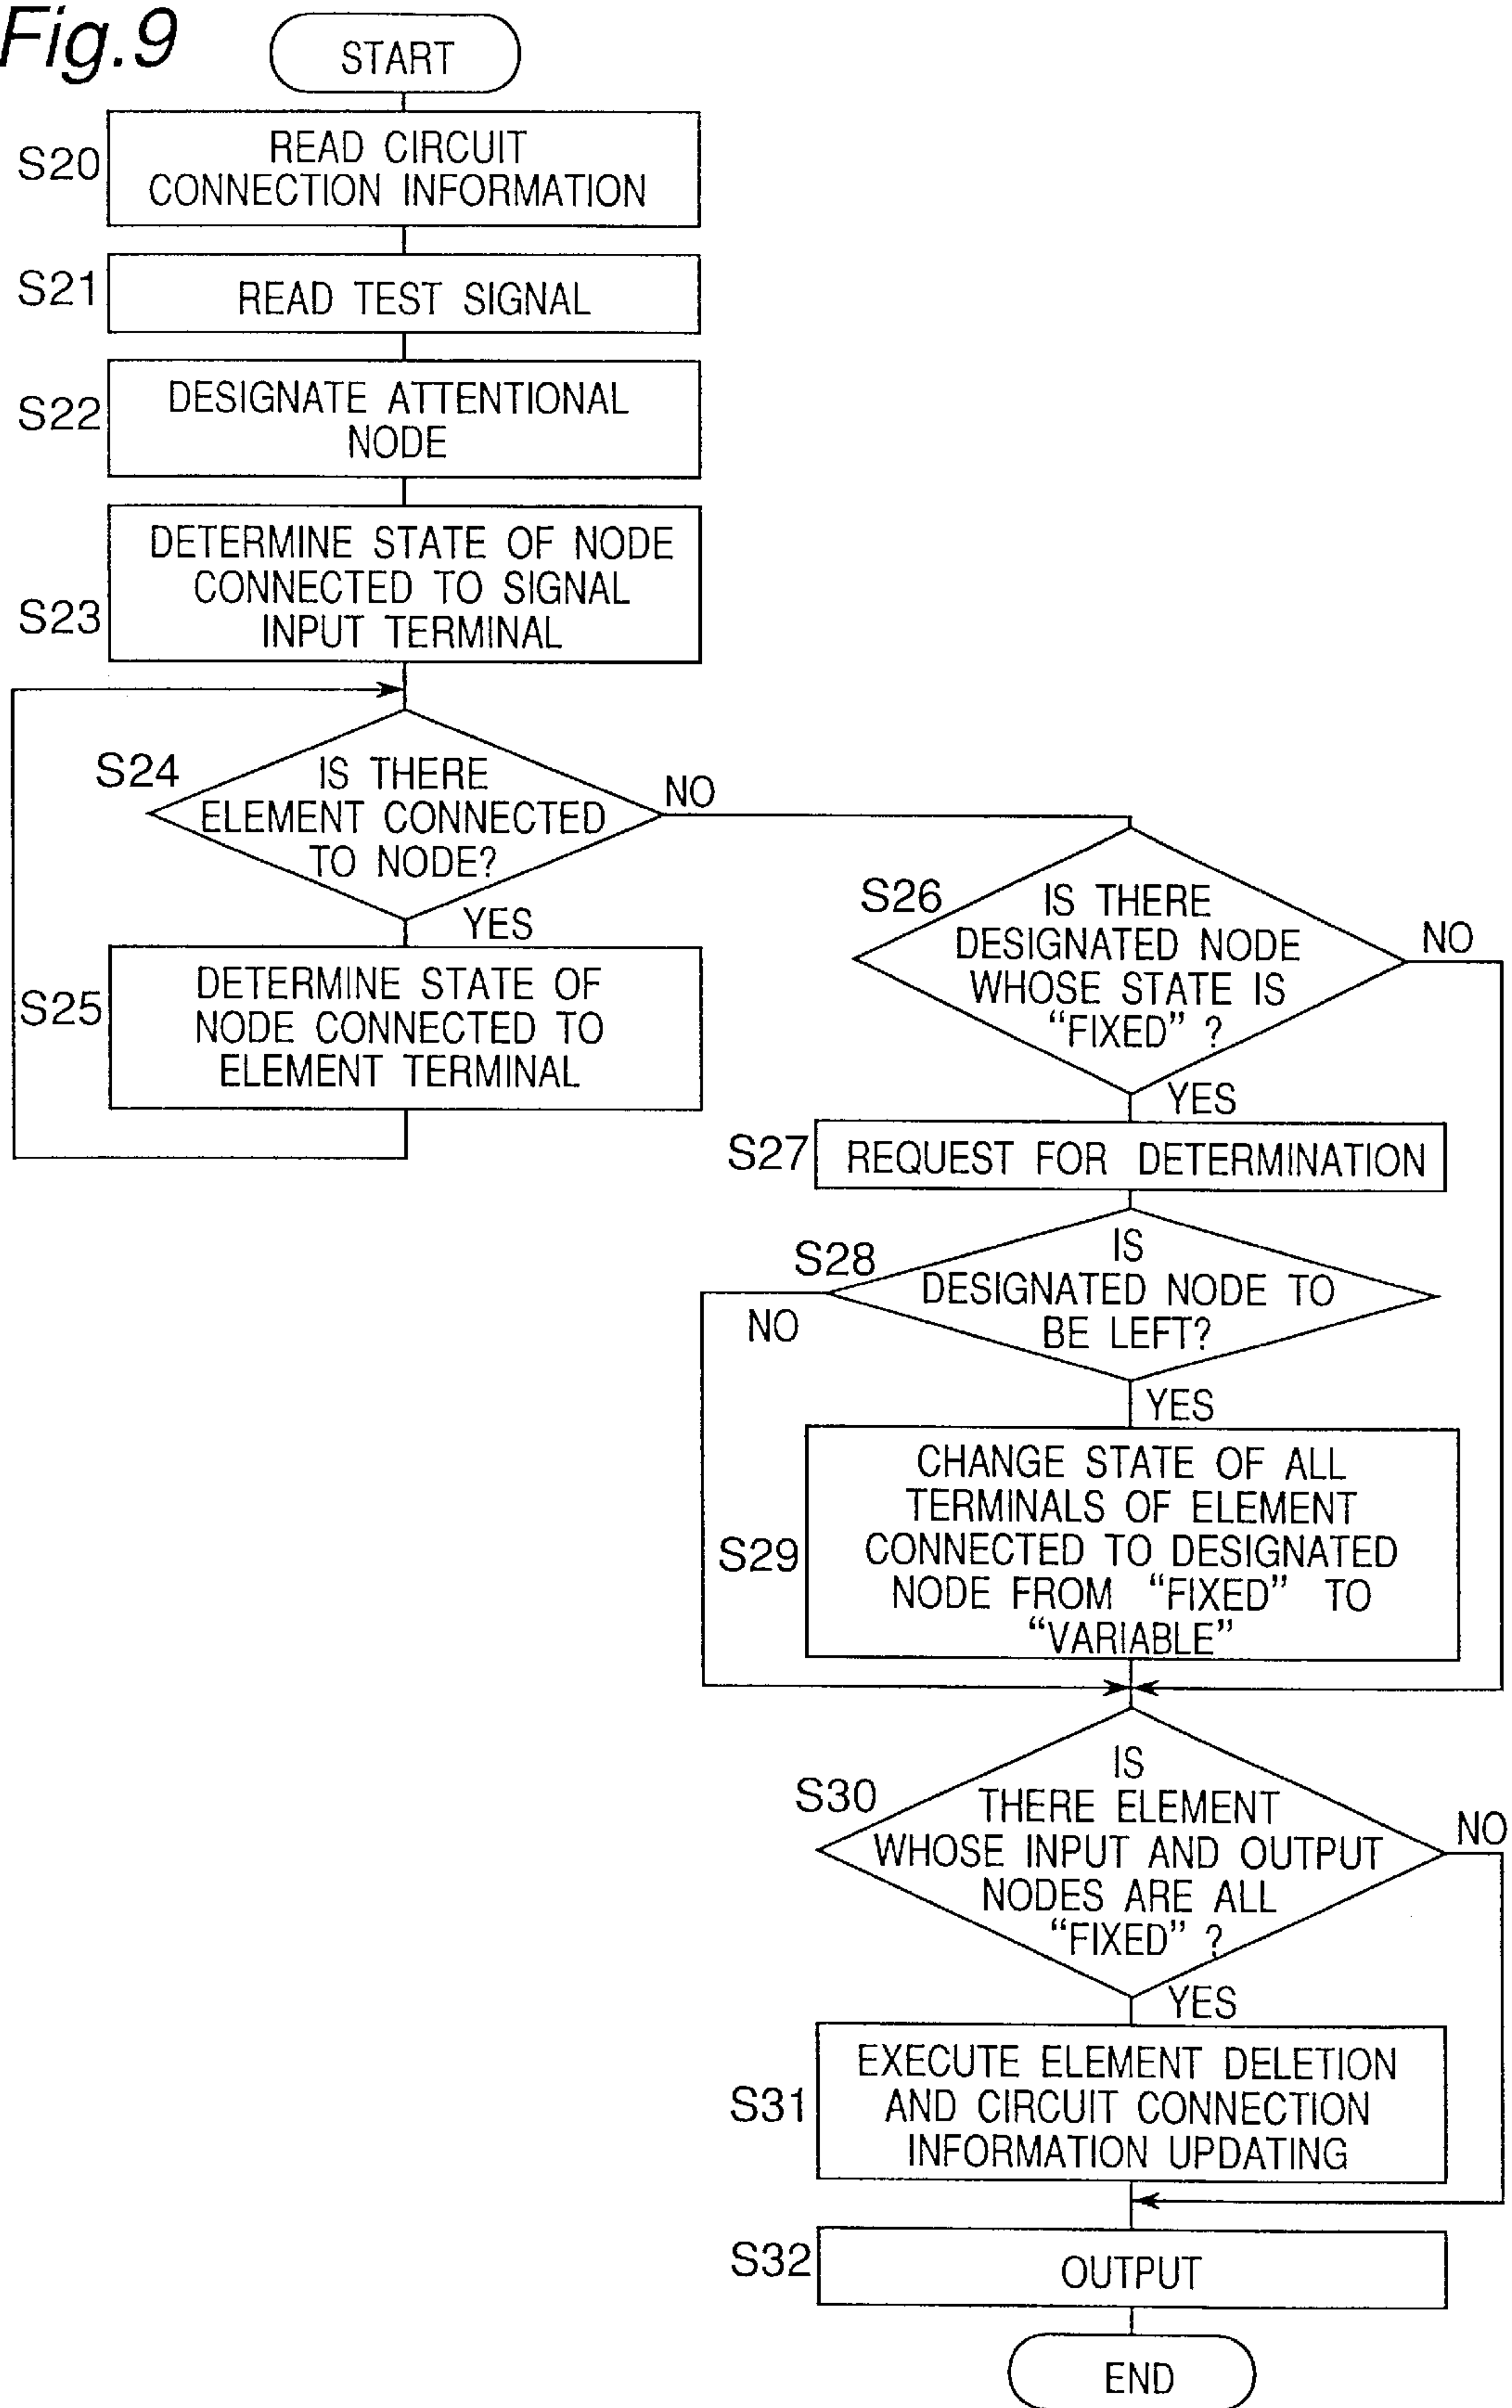 Fig.9
START
S20
READ CIRCUIT
CONNECTION INFORMATION
S21
READ TEST SIGNAL
S22
DESIGNATE ATTENTIONAL
NODE
S23
DETERMINE STATE OF NODE
CONNECTED TO SIGNAL
INPUT TERMINAL
S24
IS THERE
ELEMENT CONNECTED
TO NODE?
NO
YES
S25
DETERMINE STATE OF
NODE CONNECTED TO
ELEMENT TERMINAL
S26
IS THERE
DESIGNATED NODE
WHOSE STATE IS
“FIXED” ?
NO
YES
S27
REQUEST FOR DETERMINATION
S28
IS
DESIGNATED NODE TO
BE LEFT?
NO
YES
S29
CHANGE STATE OF ALL
TERMINALS OF ELEMENT
CONNECTED TO DESIGNATED
NODE FROM “FIXED” TO
“VARIABLE”
S30
IS
THERE ELEMENT
WHOSE INPUT AND OUTPUT
NODES ARE ALL
“FIXED” ?
NO
YES
S31
EXECUTE ELEMENT DELETION
AND CIRCUIT CONNECTION
INFORMATION UPDATING
S32
OUTPUT
END